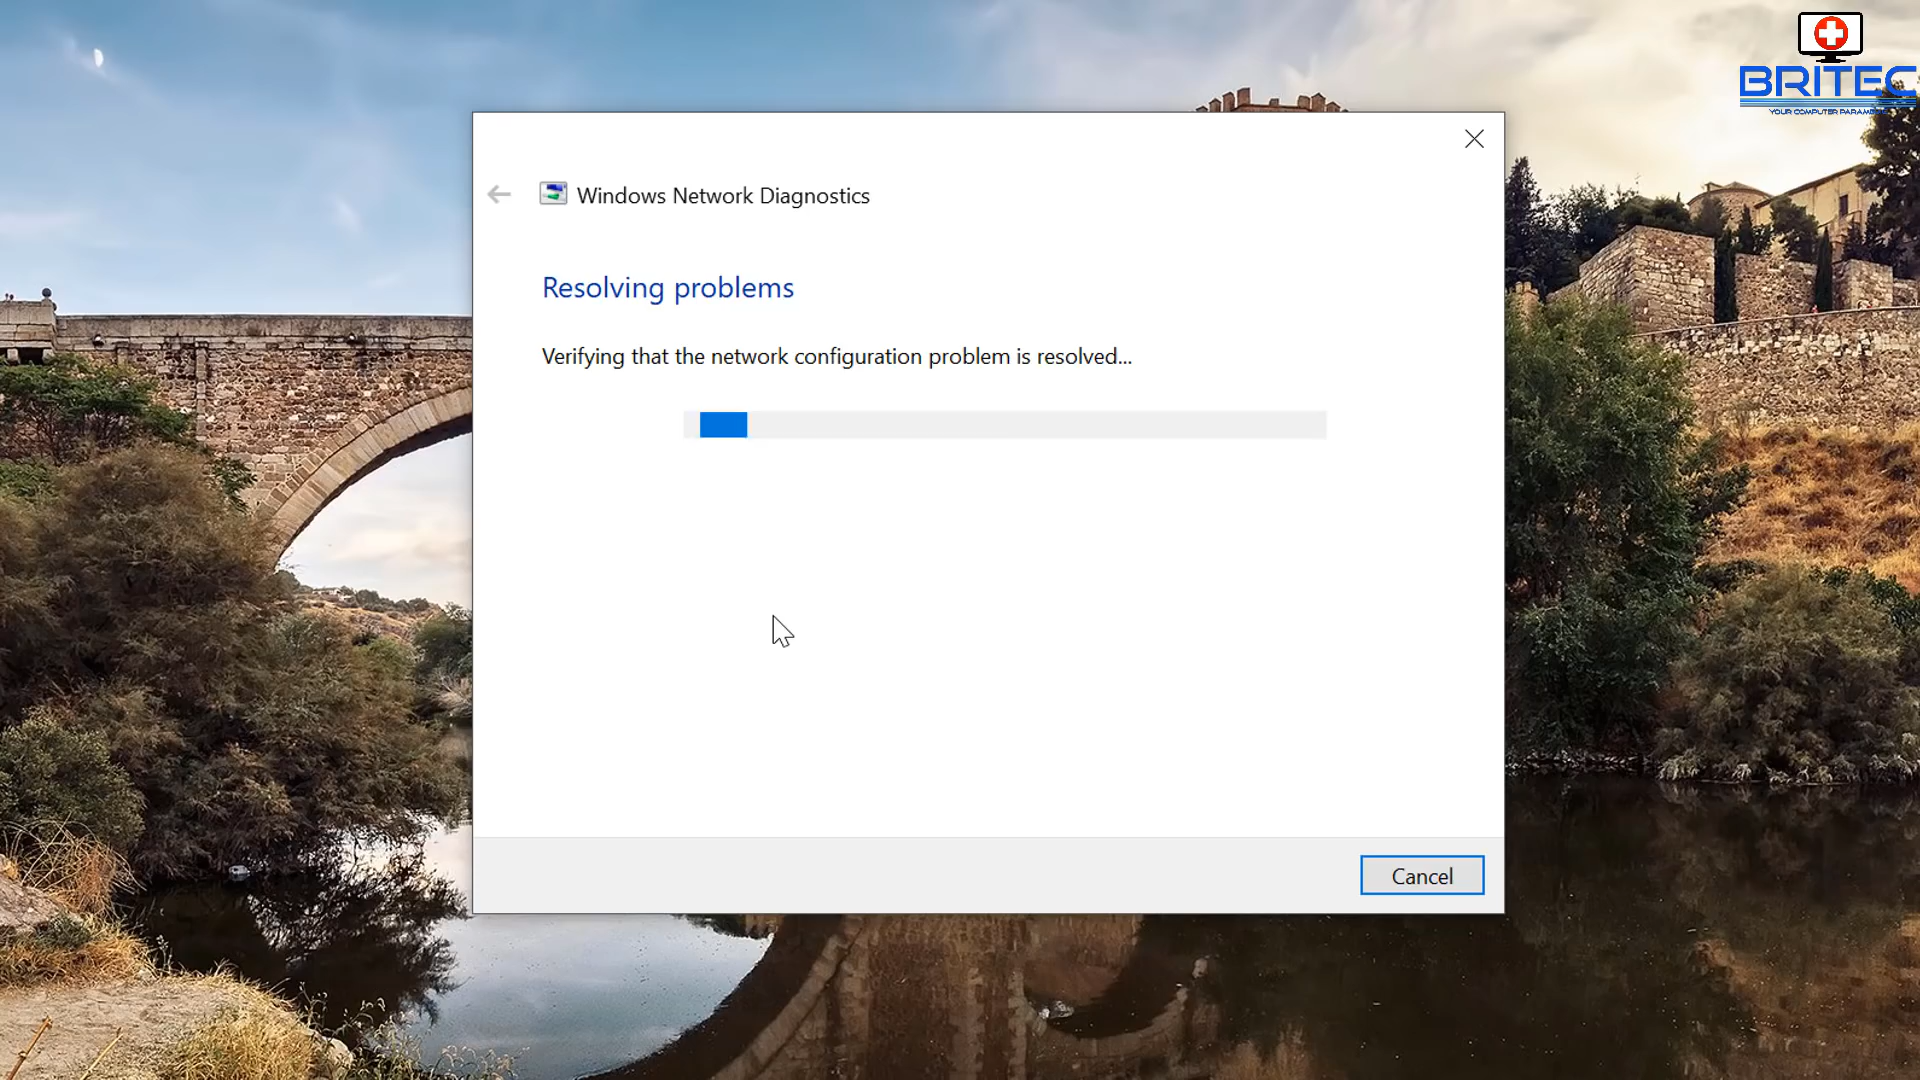 BRITEC
YOUR COMPUTER PARAMEDIC
Windows Network Diagnostics
Resolving problems
Verifying that the network configuration problem is resolved...
Cancel